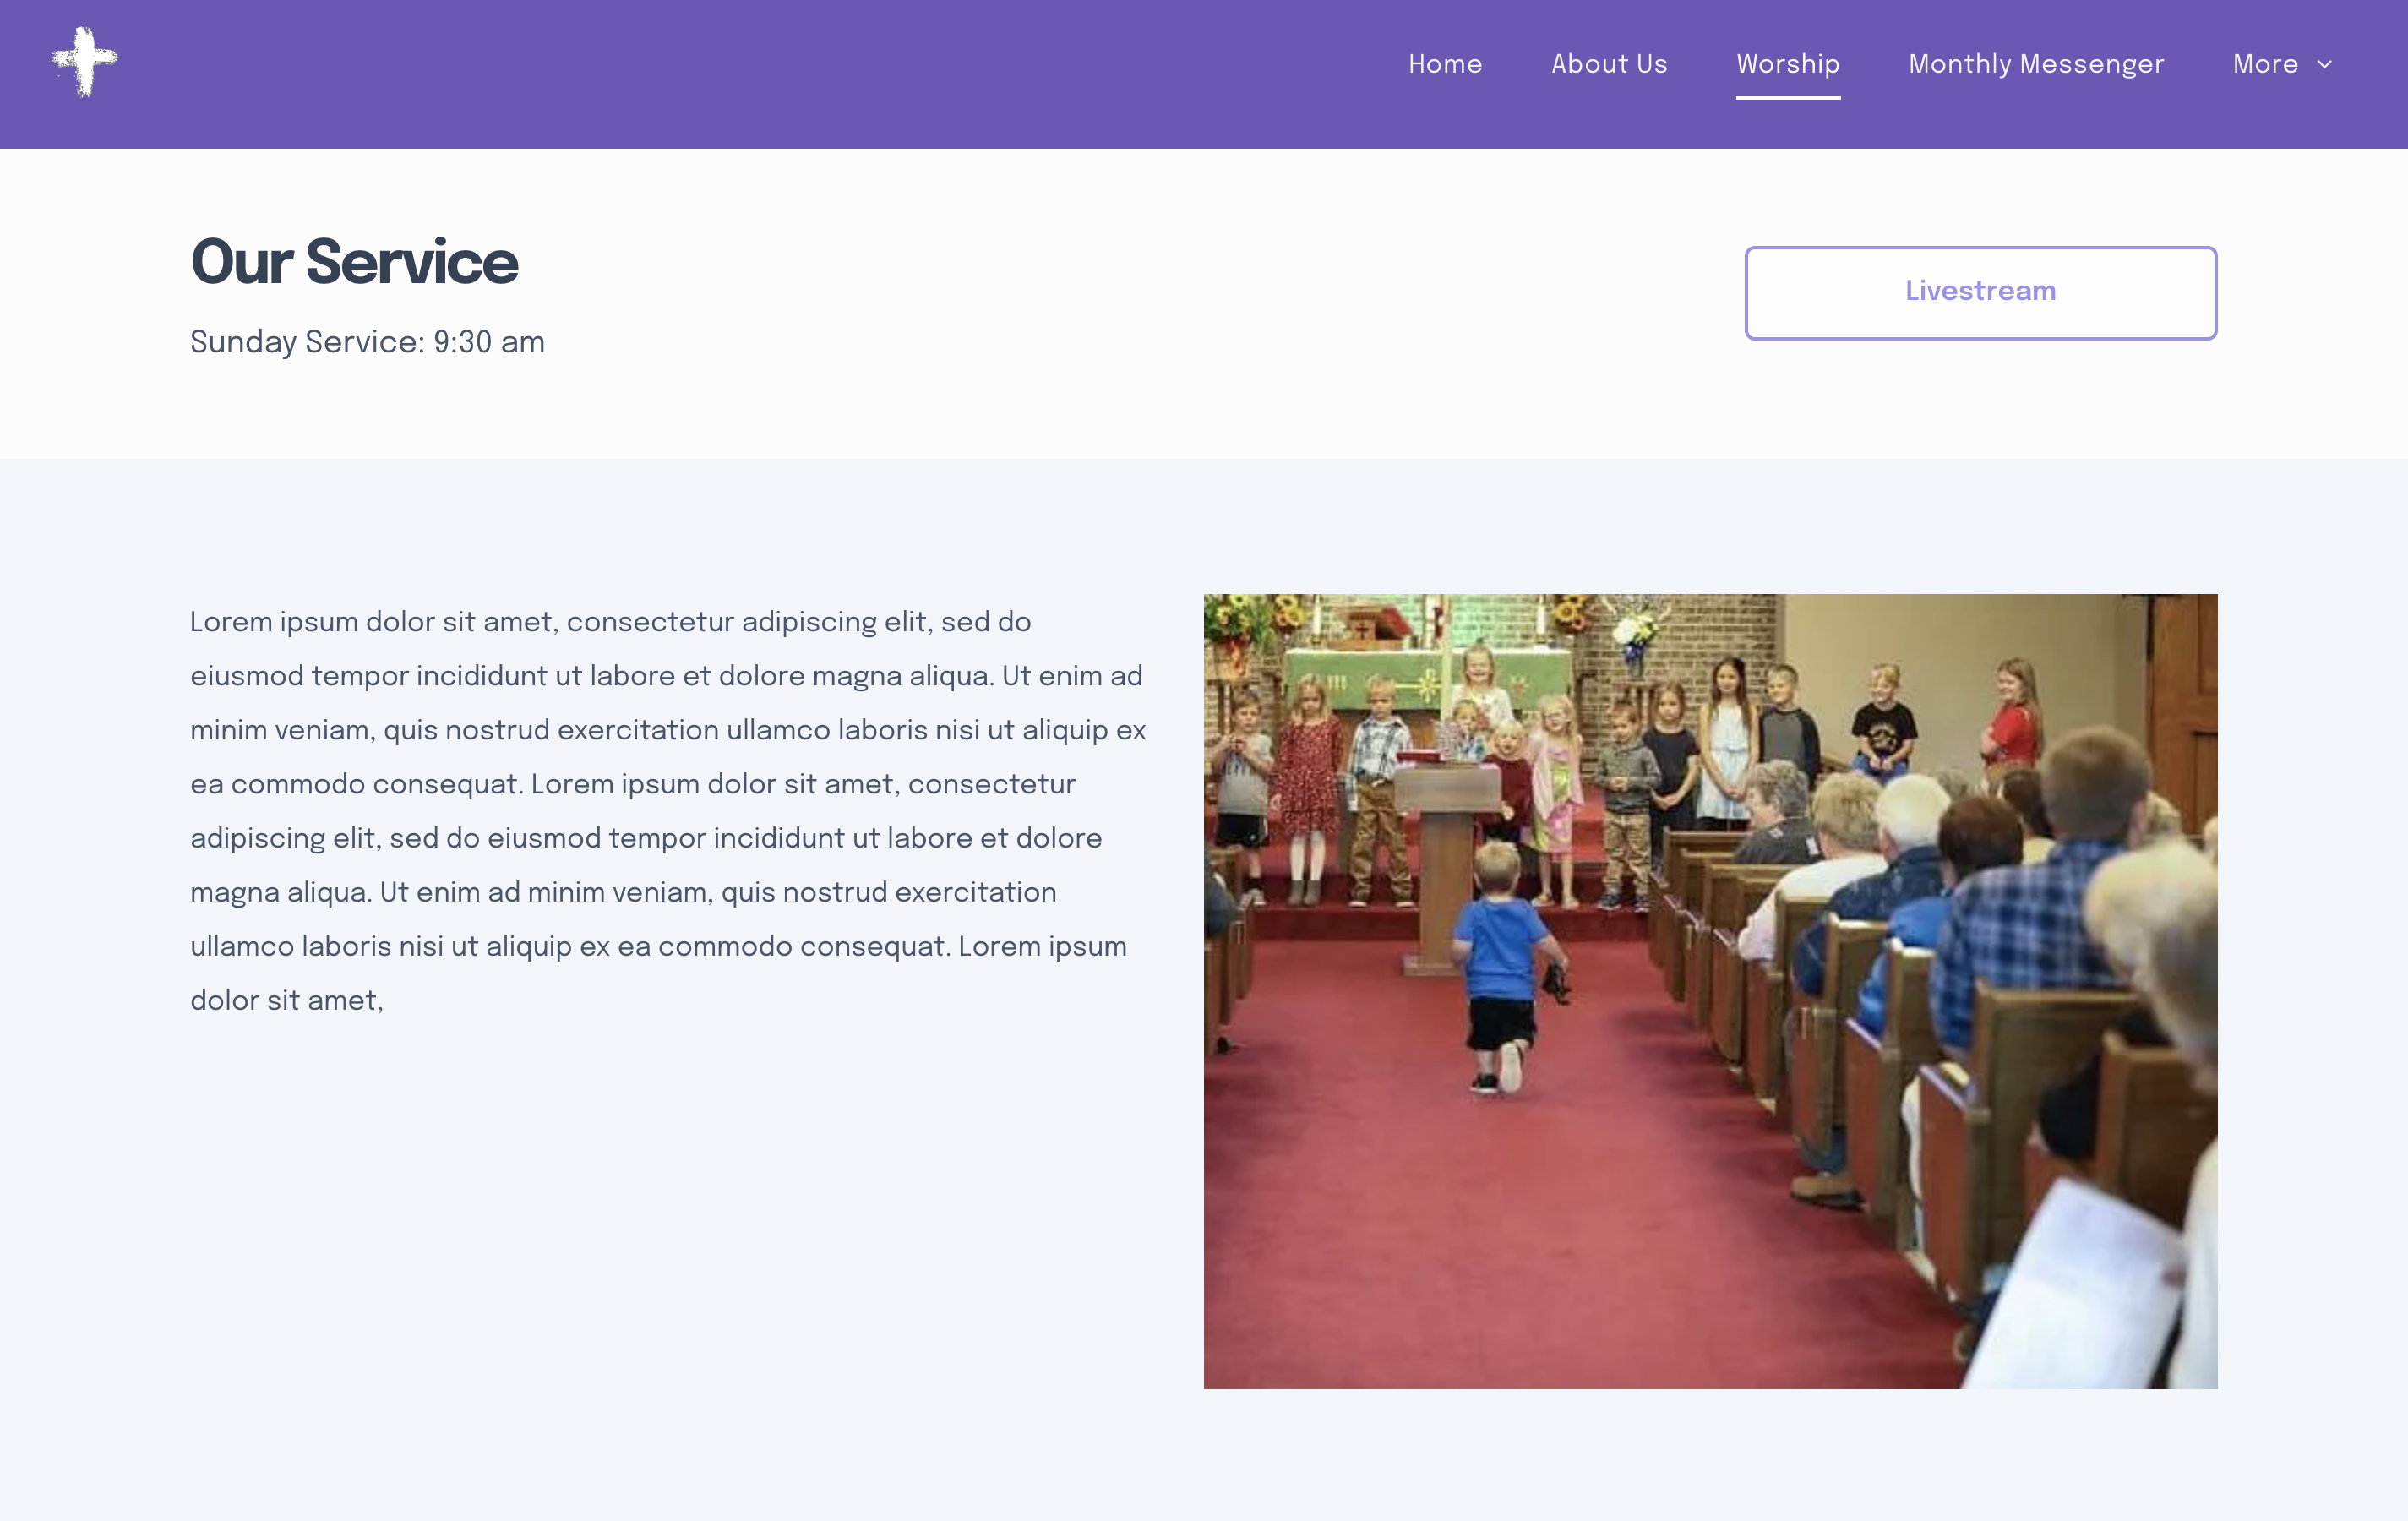 Home About Us Worship Monthly Messenger More
Our Service
Sunday Service: 9:30 am
Livestream
Lorem ipsum dolor sit amet, consectetur adipiscing elit, sed do
eiusmod tempor incididunt ut labore et dolore magna aliqua. Ut enim ad
minim veniam, quis nostrud exercitation ullamco laboris nisi ut aliquip ex
ea commodo consequat. Lorem ipsum dolor sit amet, consectetur
adipiscing elit, sed do eiusmod tempor incididunt ut labore et dolore
magna aliqua. Ut enim ad minim veniam, quis nostrud exercitation
ullamco laboris nisi ut aliquip ex ea commodo consequat. Lorem ipsum
dolor sit amet,